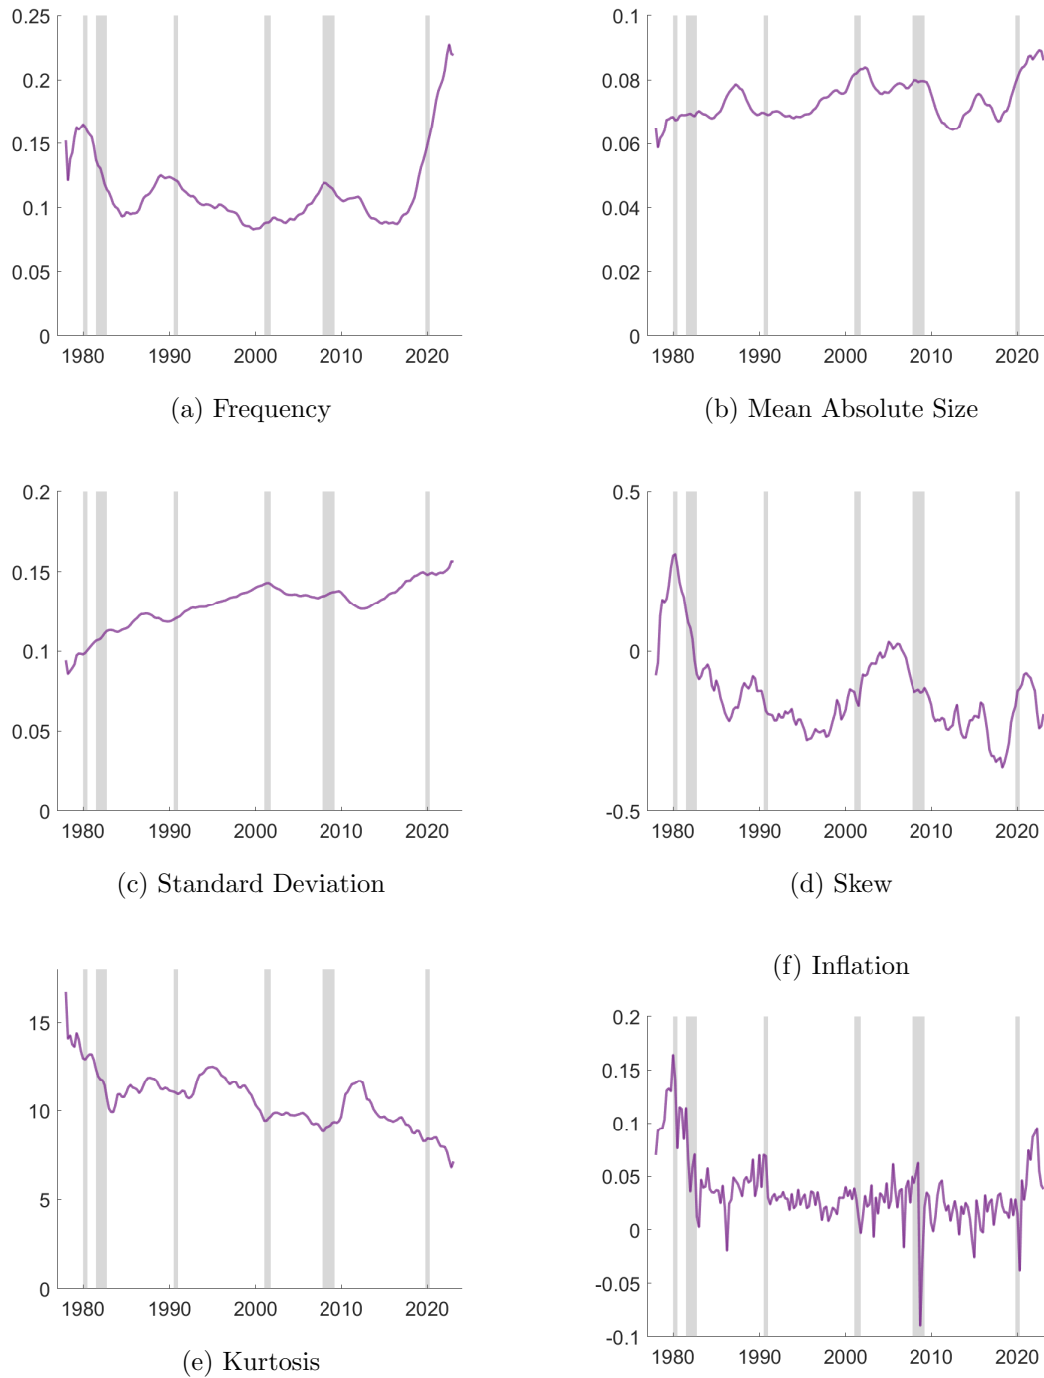 0.25
0.2
0.15
0.1
0.05
0
1980 1990 2000 2010 2020
(a) Frequency
0.1
0.08
0.06
0.04
0.02
0
1980 1990 2000 2010 2020
(b) Mean Absolute Size
0.2
0.15
0.1
0.05
0
1980 1990 2000 2010 2020
(c) Standard Deviation
0.5
0
-0.5
1980 1990 2000 2010 2020
(d) Skew
15
10
5
0
1980 1990 2000 2010 2020
(e) Kurtosis
(f) Inflation
0.2
0.15
0.1
0.05
0
-0.05
-0.1
1980 1990 2000 2010 2020